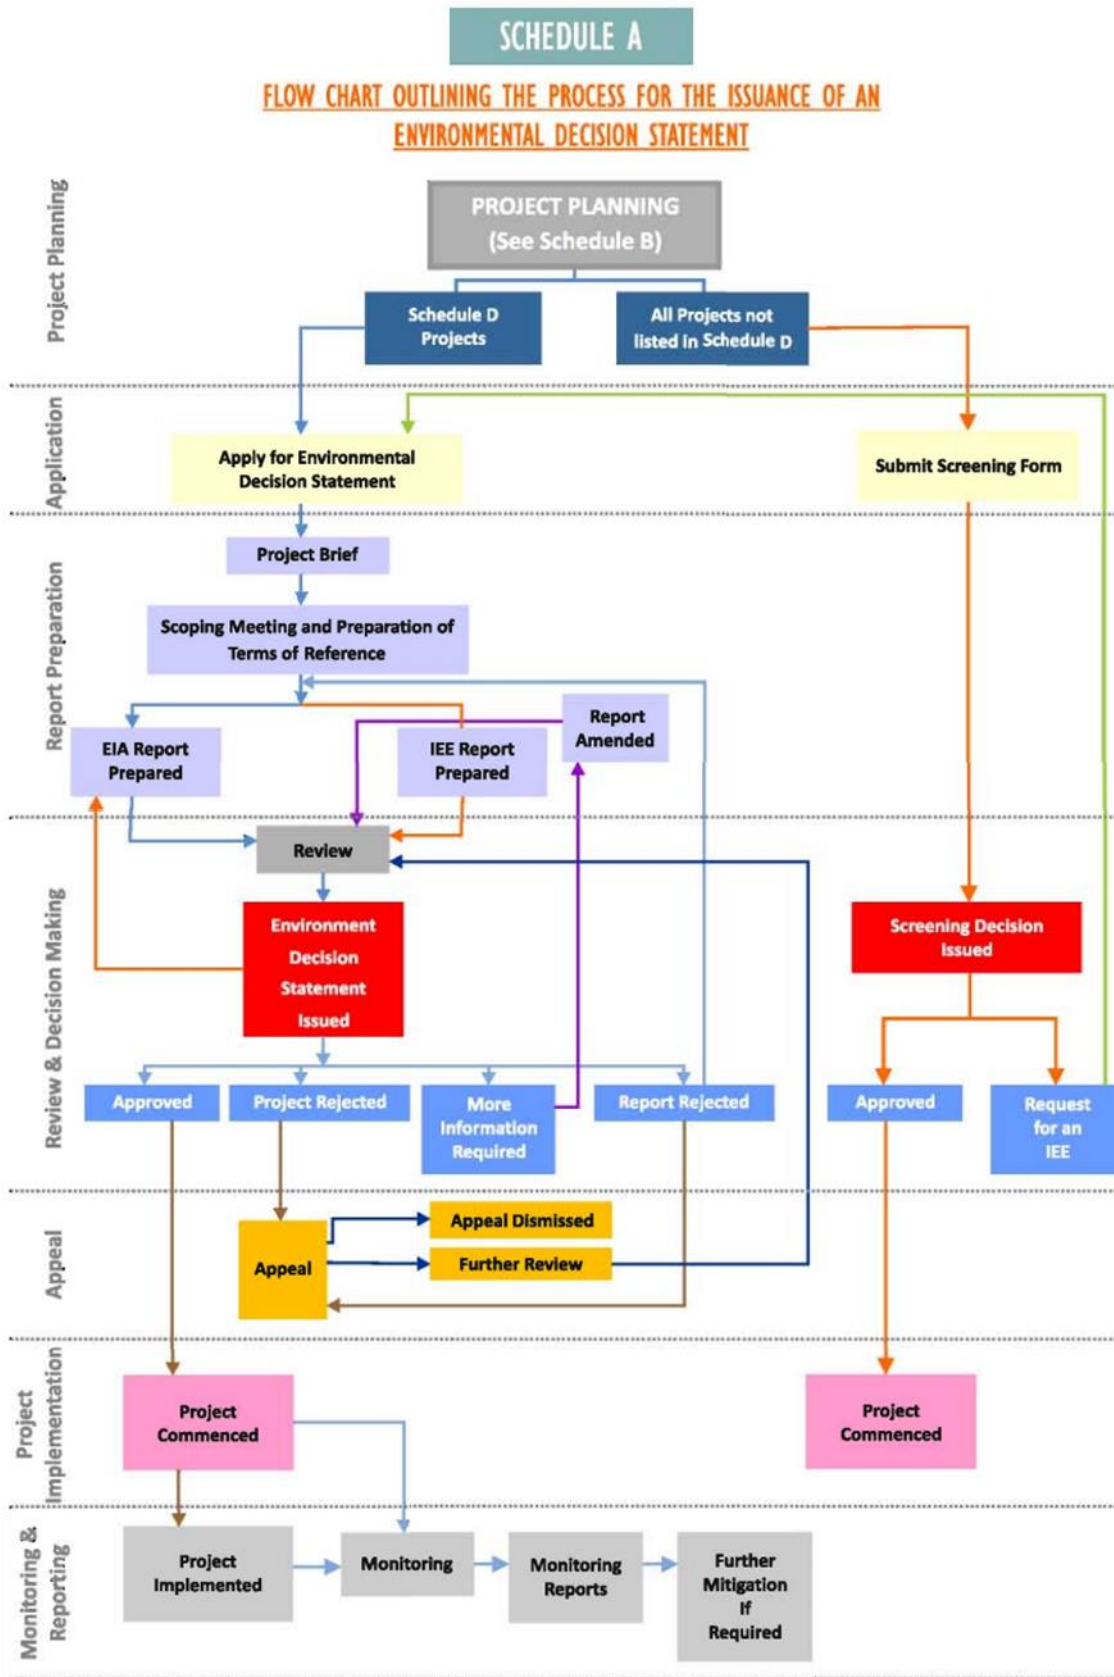 SCHEDULE A
FLOW CHART OUTLINING THE PROCESS FOR THE ISSUANCE OF AN
ENVIRONMENTAL DECISION STATEMENT
Project Planning
PROJECT PLANNING
(See Schedule B)
Schedule D
Projects
All Projects not
listed in Schedule D
Application
Apply for Environmental
Decision Statement
Submit Screening Form
Report Preparation
Project Brief
Scoping Meeting and Preparation of
Terms of Reference
EIA Report
Prepared
IEE Report
Prepared
Report
Amended
Review & Decision Making
Review
Environment
Decision
Statement
Issued
Screening Decision
Issued
Approved
Project Rejected
More
Information
Required
Report Rejected
Approved
Request
for an
IEE
Appeal
Appeal
Appeal Dismissed
Further Review
Project
Implementation
Project
Commenced
Project
Commenced
Monitoring &
Reporting
Project
Implemented
Monitoring
Monitoring
Reports
Further
Mitigation
If
Required